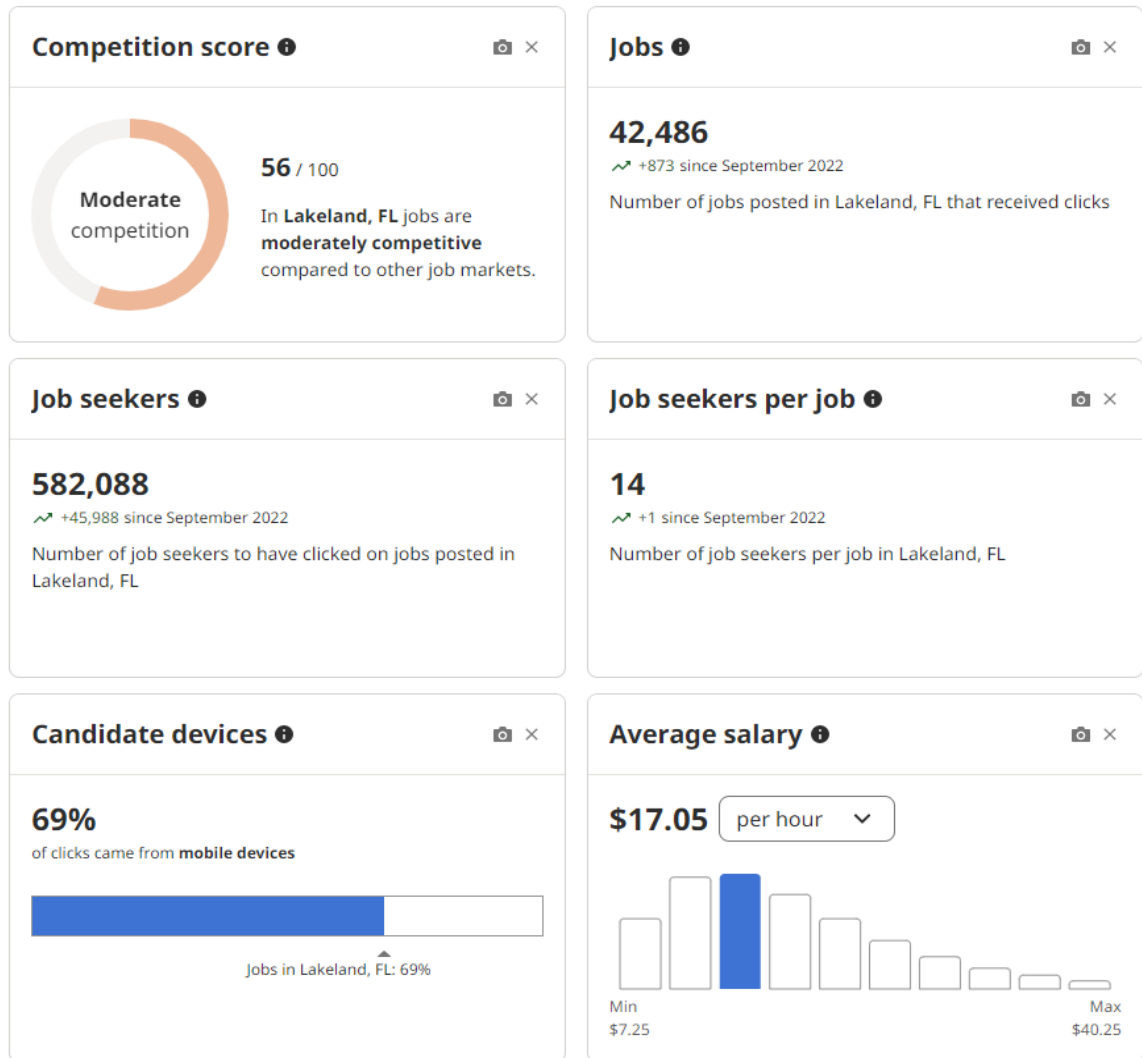 Competition score
Moderate
competition
56 / 100
In Lakeland, FL jobs are
moderately competitive
compared to other job markets.
Jobs
42,486
+873 since September 2022
Number of jobs posted in Lakeland, FL that received clicks
Job seekers
582,088
+45,988 since September 2022
Number of job seekers to have clicked on jobs posted in
Lakeland, FL
Job seekers per job
14
+1 since September 2022
Number of job seekers per job in Lakeland, FL
Candidate devices
69%
of clicks came from mobile devices
Jobs in Lakeland, FL: 69%
Average salary
$17.05 per hour
Min Max
$7.25 $40.25